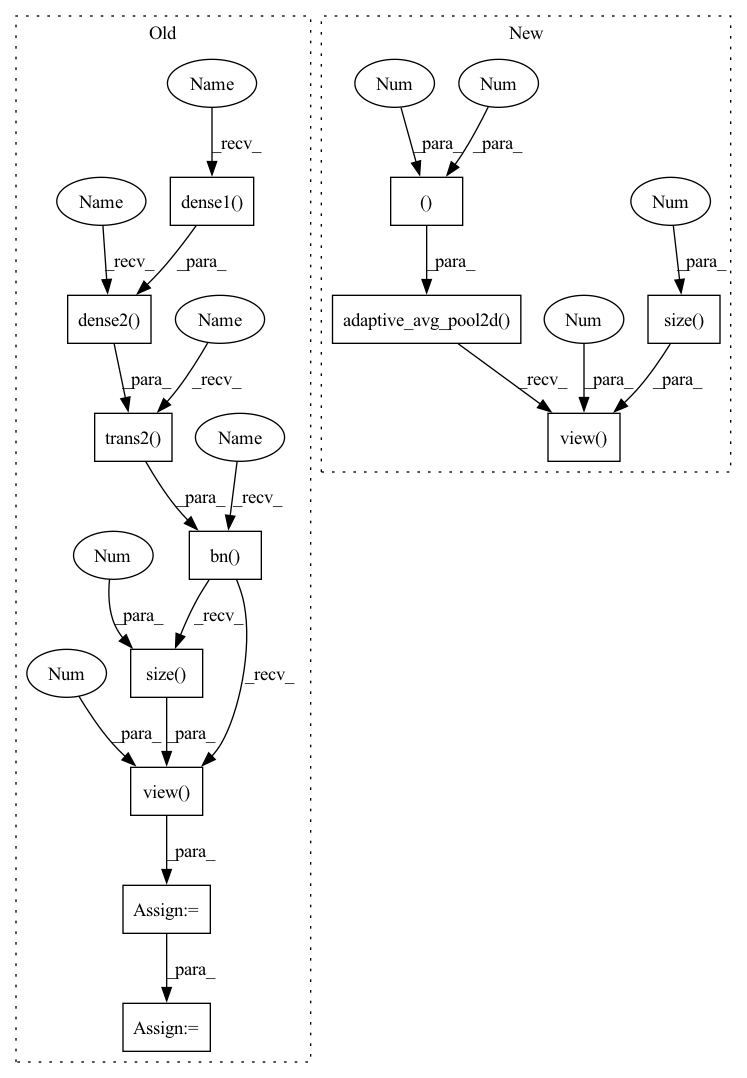 Old
New
Name
Num
Num
_recv_
_para_
_para_
Name
dense1()
()
Num
_recv_
_para_
_para_
_para_
dense2()
Name
adaptive_avg_pool2d()
Num
size()
_para_
_recv_
_recv_
_para_
_para_
trans2()
Name
view()
_para_
_recv_
Num
bn()
_para_
_recv_
_recv_
Num
size()
_para_
_para_
view()
_para_
Assign:=
_para_
Assign:=